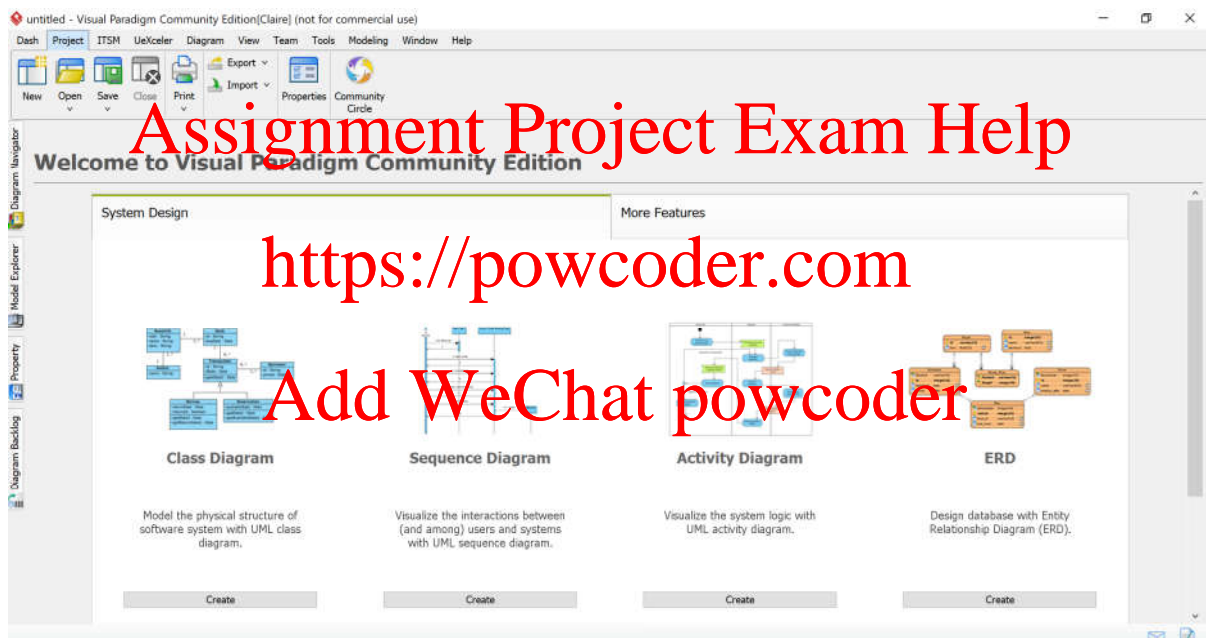 untitled - Visual Paradigm Community Edition[Claire] (not for commercial use)
Dash Project ITSM UeXceler Diagram View Team Tools Modeling Window Help
New Open Save Close Print Export Import Properties Community Circle
Assignment Project Exam Help
Welcome to Visual Paradigm Community Edition
Diagram Navigator
Model Explorer
Property
Diagram Backlog
System Design More Features
https://powcoder.com
Add WeChat powcoder
Class Diagram Sequence Diagram Activity Diagram ERD
Model the physical structure of
software system with UML class
diagram.
Visualize the interactions between
(and among) users and systems
with UML sequence diagram.
Visualize the system logic with
UML activity diagram.
Design database with Entity
Relationship Diagram (ERD).
Create Create Create Create